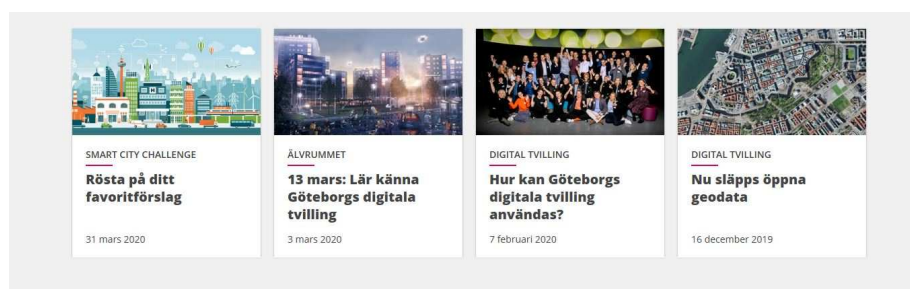 SMART CITY CHALLENGE
Rösta på ditt
favoritförslag
31 mars 2020
ÄLVRUMMET
13 mars: Lär känna
Göteborgs digitala
tvilling
3 mars 2020
DIGITAL TVILLING
Hur kan Göteborgs
digitala tvilling
användas?
7 februari 2020
DIGITAL TVILLING
Nu släpps öppna
geodata
16 december 2019